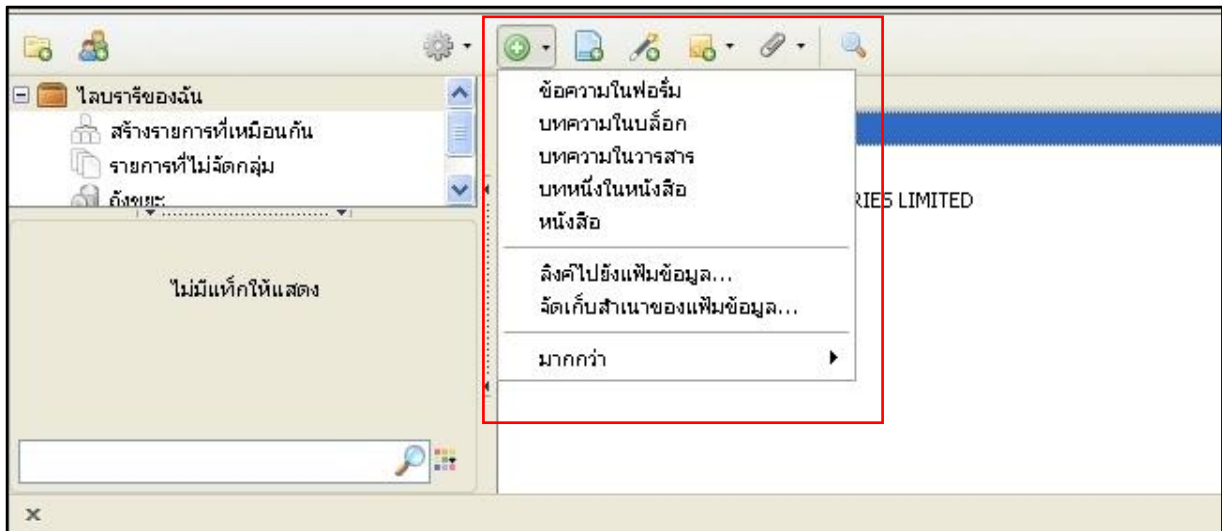 ไลบรารีของฉัน
สร้างรายการที่เหมือนกัน
รายการที่ไม่จัดกลุ่ม
ถังขยะ
ไม่มีแท็กให้แสดง
ข้อความในฟอรั่ม
บทความในบล็อก
บทความในวารสาร
บทหนึ่งในหนังสือ
หนังสือ
ลิงค์ไปยังแฟ้มข้อมูล...
จัดเก็บสำเนาของแฟ้มข้อมูล...
มากกว่า
RIES LIMITED